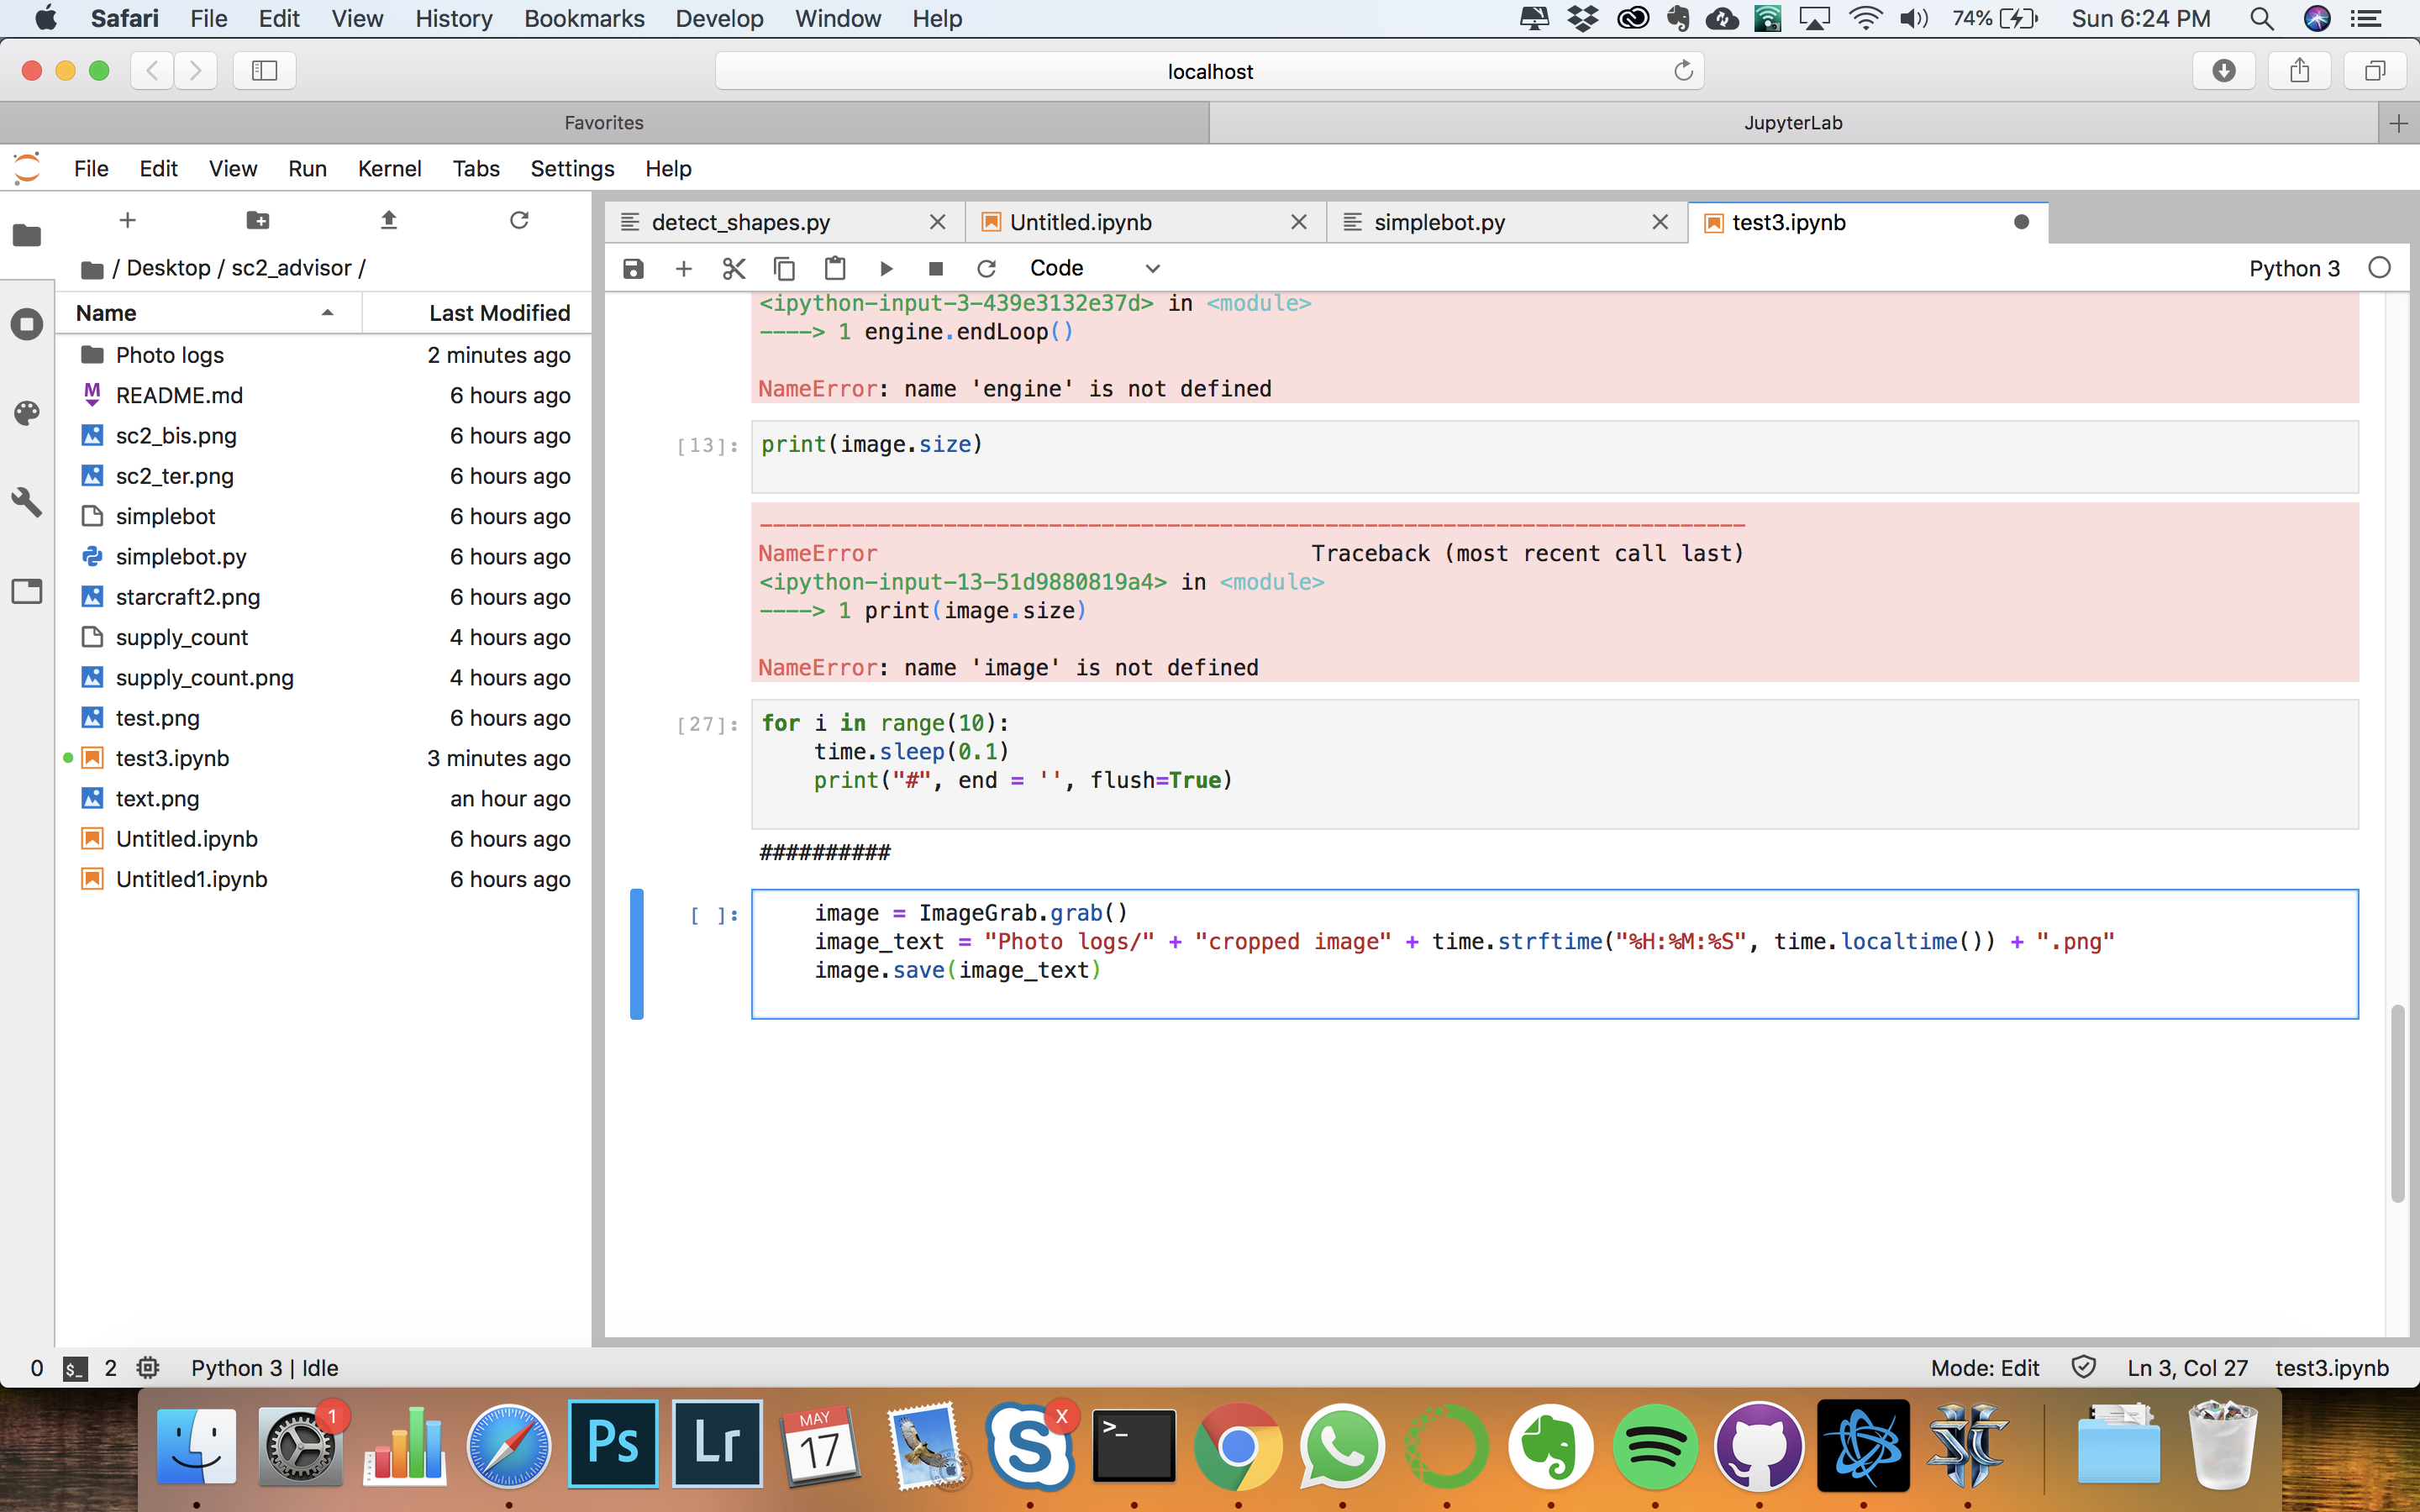 Safari File Edit View History Bookmarks Develop Window Help 74% Sun 6:24 PM
localhost
Favorites JupyterLab
File Edit View Run Kernel Tabs Settings Help
detect_shapes.py Untitled.ipynb simplebot.py test3.ipynb
/ Desktop / sc2_advisor /
Code Python 3
Name Last Modified
Photo logs 2 minutes ago
README.md 6 hours ago
sc2_bis.png 6 hours ago
sc2_ter.png 6 hours ago
simplebot 6 hours ago
simplebot.py 6 hours ago
starcraft2.png 6 hours ago
supply_count 4 hours ago
supply_count.png 4 hours ago
test.png 6 hours ago
test3.ipynb 3 minutes ago
text.png an hour ago
Untitled.ipynb 6 hours ago
Untitled1.ipynb 6 hours ago
<ipython-input-3-439e3132e37d> in <module>
----> 1 engine.endLoop()
NameError: name 'engine' is not defined
[13]: print(image.size)
---------------------------------------------------------------------------
NameError Traceback (most recent call last)
<ipython-input-13-51d9880819a4> in <module>
----> 1 print(image.size)
NameError: name 'image' is not defined
[27]: for i in range(10):
time.sleep(0.1)
print("#", end = '', flush=True)
##########
[ ]: image = ImageGrab.grab()
image_text = "Photo logs/" + "cropped image" + time.strftime("%H:%M:%S", time.localtime()) + ".png"
image.save(image_text)
0 $_ 2 Python 3 | Idle Mode: Edit Ln 3, Col 27 test3.ipynb
1 Ps Lr MAY 17 S X >_